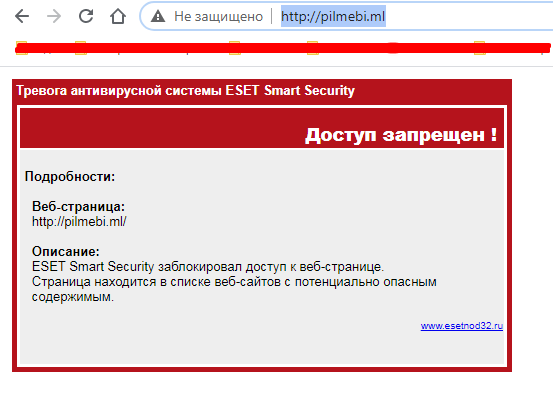 Не защищено
http://pilmebi.ml
Тревога антивирусной системы ESET Smart Security
Доступ запрещен !
Подробности:
Веб-страница:
http://pilmebi.ml/
Описание:
ESET Smart Security заблокировал доступ к веб-странице.
Страница находится в списке веб-сайтов с потенциально опасным
содержимым.
www.esetnod32.ru